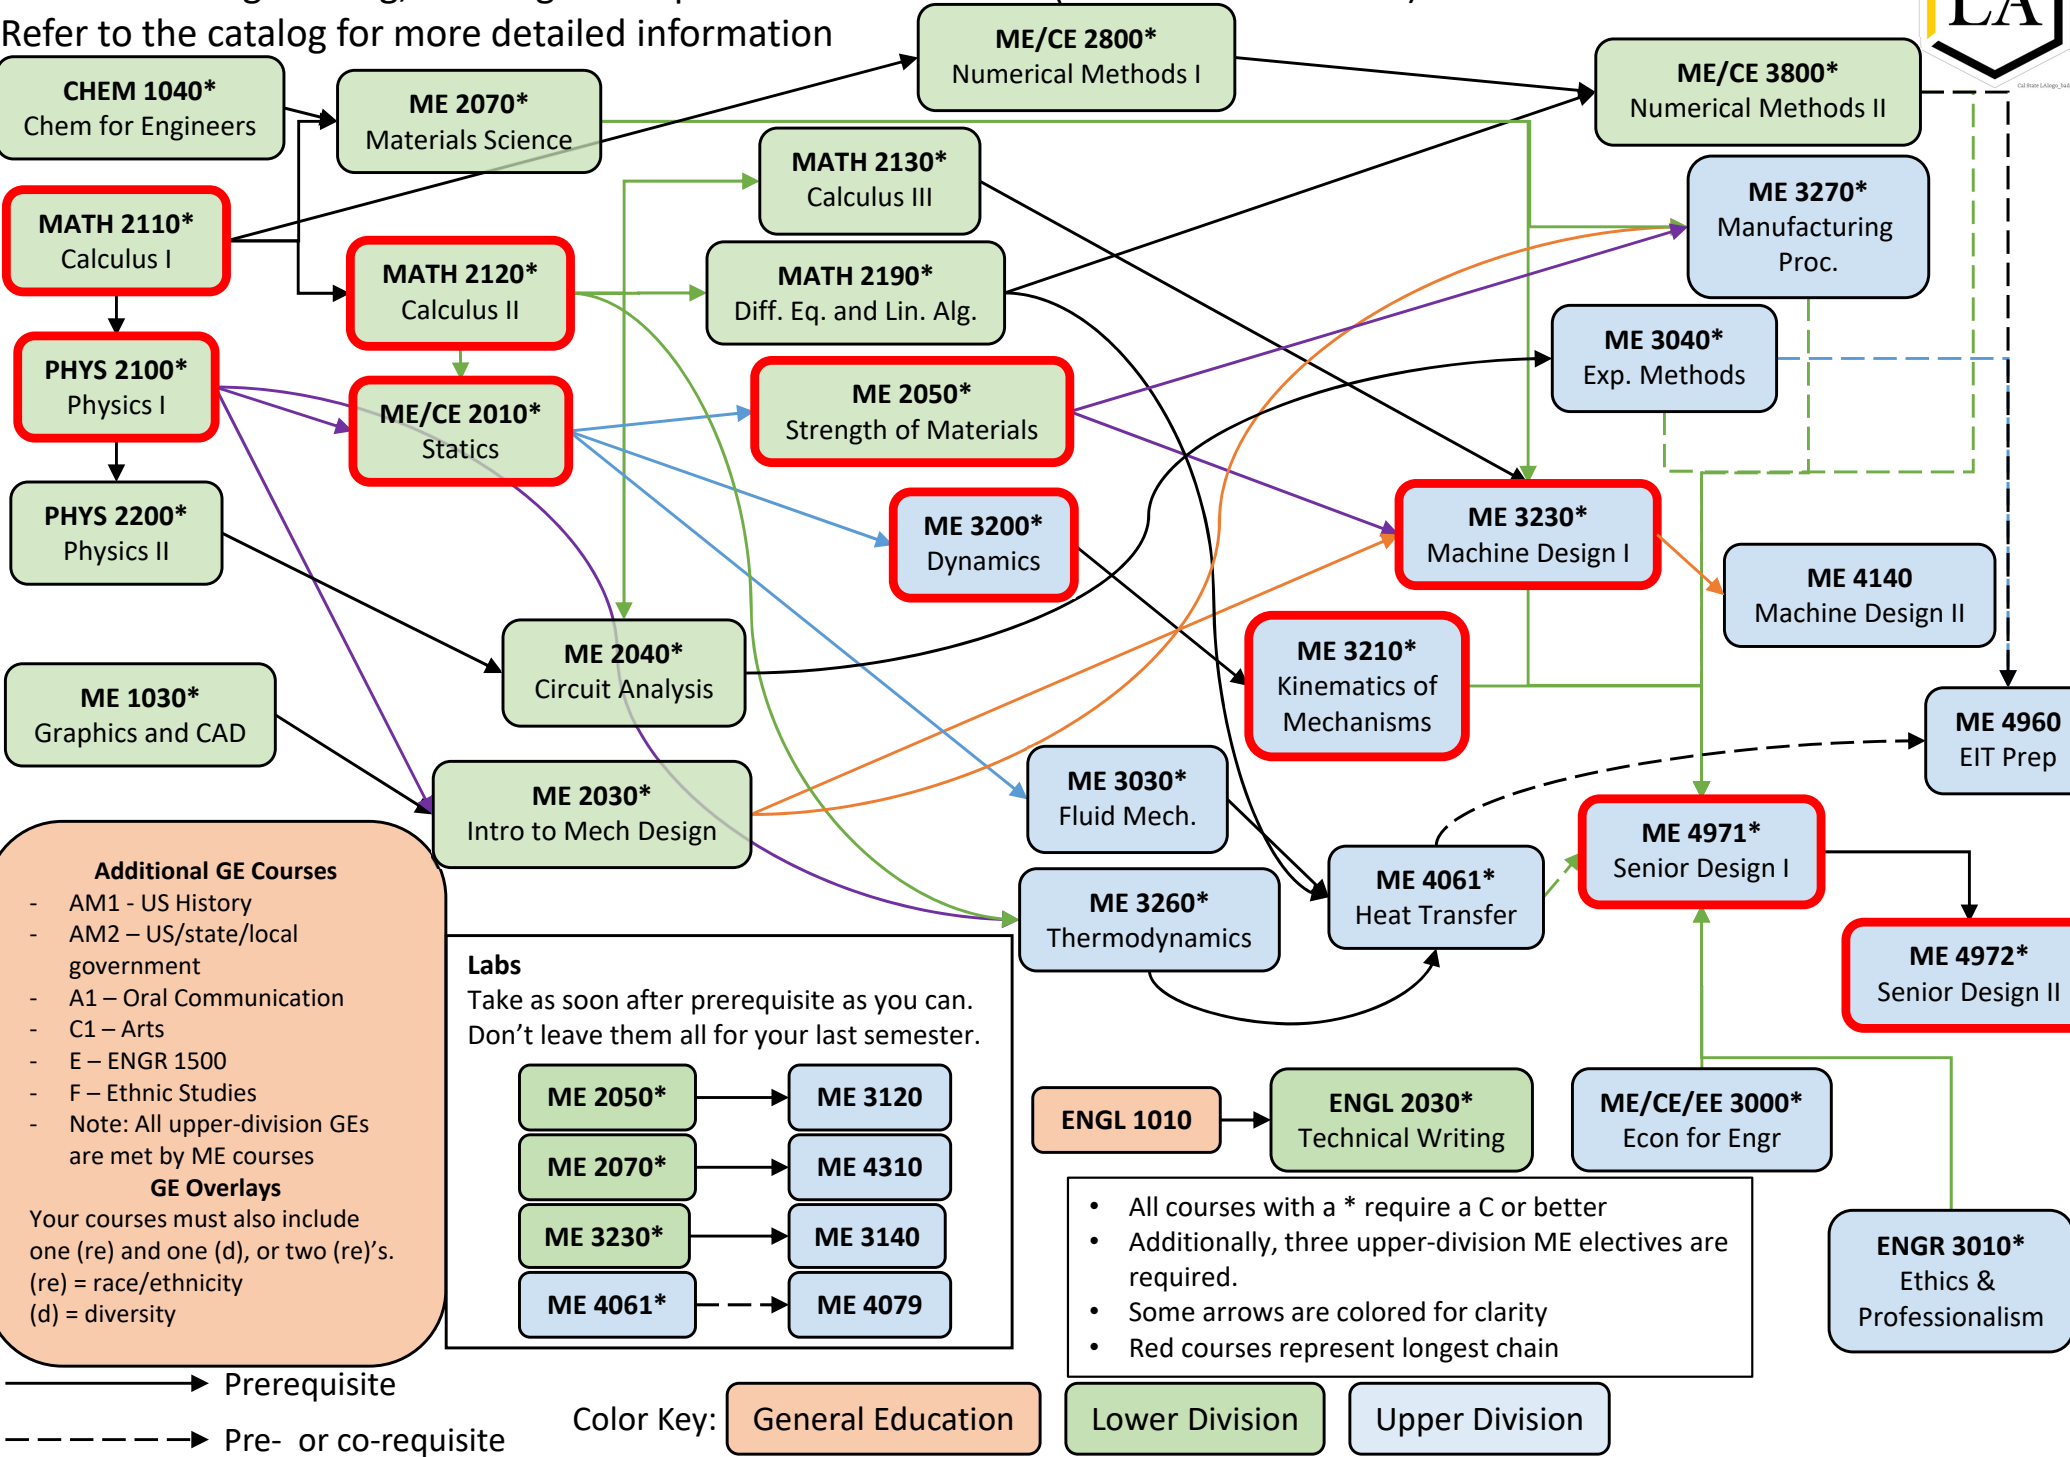 Refer to the catalog for more detailed information
LA
CHEM 1040*
Chem for Engineers
ME 2070*
Materials Science
ME/CE 2800*
Numerical Methods I
ME/CE 3800*
Numerical Methods II
MATH 2130*
Calculus III
ME 3270*
Manufacturing
Proc.
MATH 2110*
Calculus I
MATH 2120*
Calculus II
MATH 2190*
Diff. Eq. and Lin. Alg.
ME 3040*
Exp. Methods
PHYS 2100*
Physics I
ME/CE 2010*
Statics
ME 2050*
Strength of Materials
PHYS 2200*
Physics II
ME 3200*
Dynamics
ME 3230*
Machine Design I
ME 4140
Machine Design II
ME 2040*
Circuit Analysis
ME 3210*
Kinematics of
Mechanisms
ME 1030*
Graphics and CAD
ME 4960
EIT Prep
ME 2030*
Intro to Mech Design
ME 3030*
Fluid Mech.
ME 4971*
Senior Design I
ME 3260*
Thermodynamics
ME 4061*
Heat Transfer
ME 4972*
Senior Design II
Additional GE Courses
- AM1 - US History
- AM2 – US/state/local
government
- A1 – Oral Communication
- C1 – Arts
- E – ENGR 1500
- F – Ethnic Studies
- Note: All upper-division GEs
are met by ME courses
GE Overlays
Your courses must also include
one (re) and one (d), or two (re)'s.
(re) = race/ethnicity
(d) = diversity
Labs
Take as soon after prerequisite as you can.
Don't leave them all for your last semester.
ME 2050* ME 3120
ME 2070* ME 4310
ME 3230* ME 3140
ME 4061* ME 4079
ENGL 1010
ENGL 2030*
Technical Writing
ME/CE/EE 3000*
Econ for Engr
ENGR 3010*
Ethics &
Professionalism
• All courses with a * require a C or better
• Additionally, three upper-division ME electives are
required.
• Some arrows are colored for clarity
• Red courses represent longest chain
Prerequisite
Pre- or co-requisite
Color Key: General Education Lower Division Upper Division